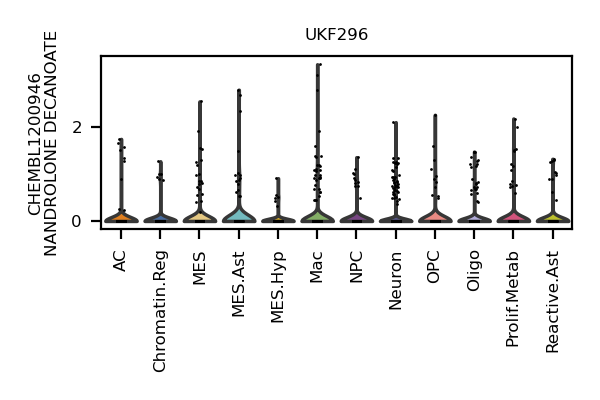 UKF296
CHEMBL1200946
NANDROLONE DECANOATE
2
0
AC
Chromatin.Reg
MES
MES.Ast
MES.Hyp
Mac
NPC
Neuron
OPC
Oligo
Prolif.Metab
Reactive.Ast